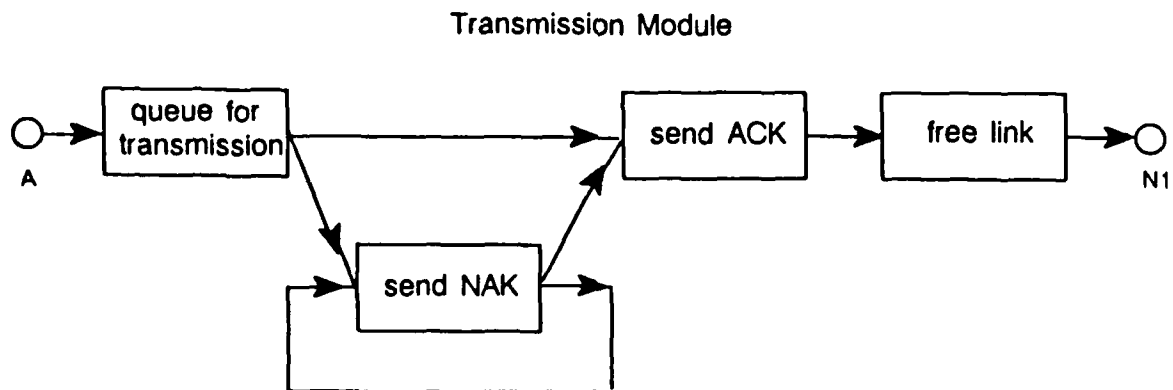 Transmission Module
queue for
transmission
send ACK
free link
A
N1
send NAK